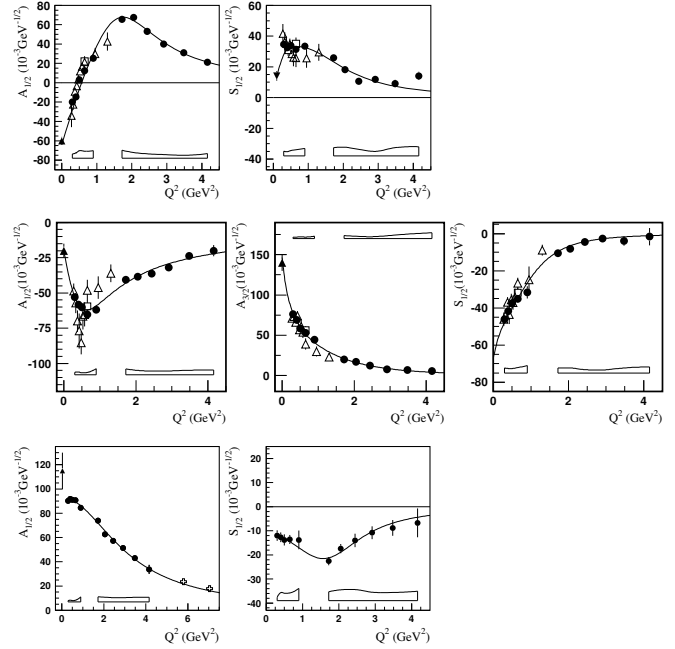 A1/2 (10-3GeV-1/2)
80
60
40
20
0
-20
-40
-60
-80
0 1 2 3 4
Q2 (GeV2)
S1/2 (10-3GeV-1/2)
40
20
0
-20
-40
0 1 2 3 4
Q2 (GeV2)
A1/2(10-3GeV-1/2)
0
-25
-50
-75
-100
0 2 4
Q2 (GeV2)
A3/2(10-3GeV-1/2)
150
100
50
0
0 2 4
Q2 (GeV2)
S1/2(10-3GeV-1/2)
0
-20
-40
-60
-80
0 2 4
Q2 (GeV2)
A1/2 (10-3GeV-1/2)
120
100
80
60
40
20
0
0 2 4 6
Q2 (GeV2)
S1/2 (10-3GeV-1/2)
20
10
0
-10
-20
-30
-40
0 1 2 3 4
Q2 (GeV2)